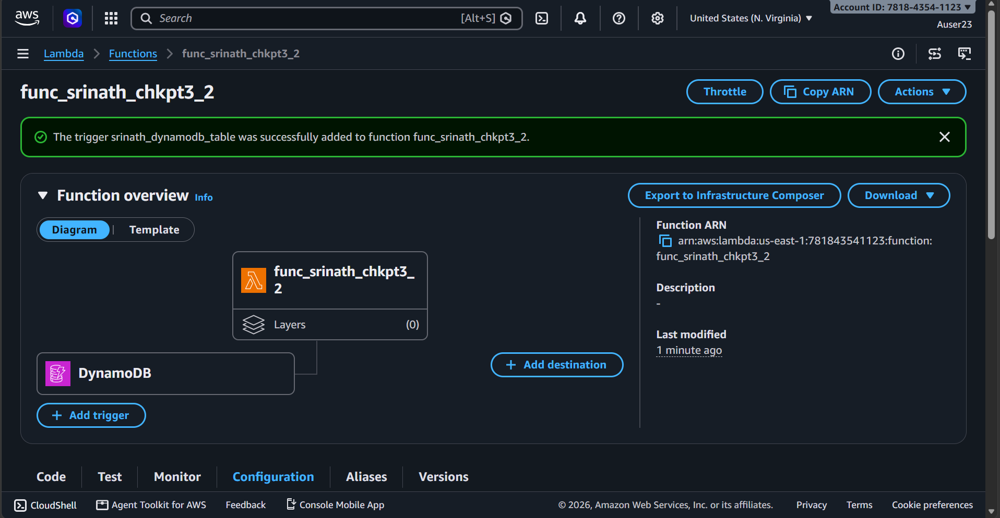 aws
Search
[Alt+S]
United States (N. Virginia)
Account ID: 7818-4354-1123
Auser23
Lambda
Functions
func_srinath_chkpt3_2
func_srinath_chkpt3_2
Throttle
Copy ARN
Actions
The trigger srinath_dynamodb_table was successfully added to function func_srinath_chkpt3_2.
Function overview
Info
Export to Infrastructure Composer
Download
Diagram
Template
func_srinath_chkpt3_
2
Layers
(0)
DynamoDB
Add trigger
Add destination
Function ARN
arn:aws:lambda:us-east-1:781843541123:function:
func_srinath_chkpt3_2
Description
-
Last modified
1 minute ago
Code
Test
Monitor
Configuration
Aliases
Versions
CloudShell
Agent Toolkit for AWS
Feedback
Console Mobile App
© 2026, Amazon Web Services, Inc. or its affiliates.
Privacy
Terms
Cookie preferences